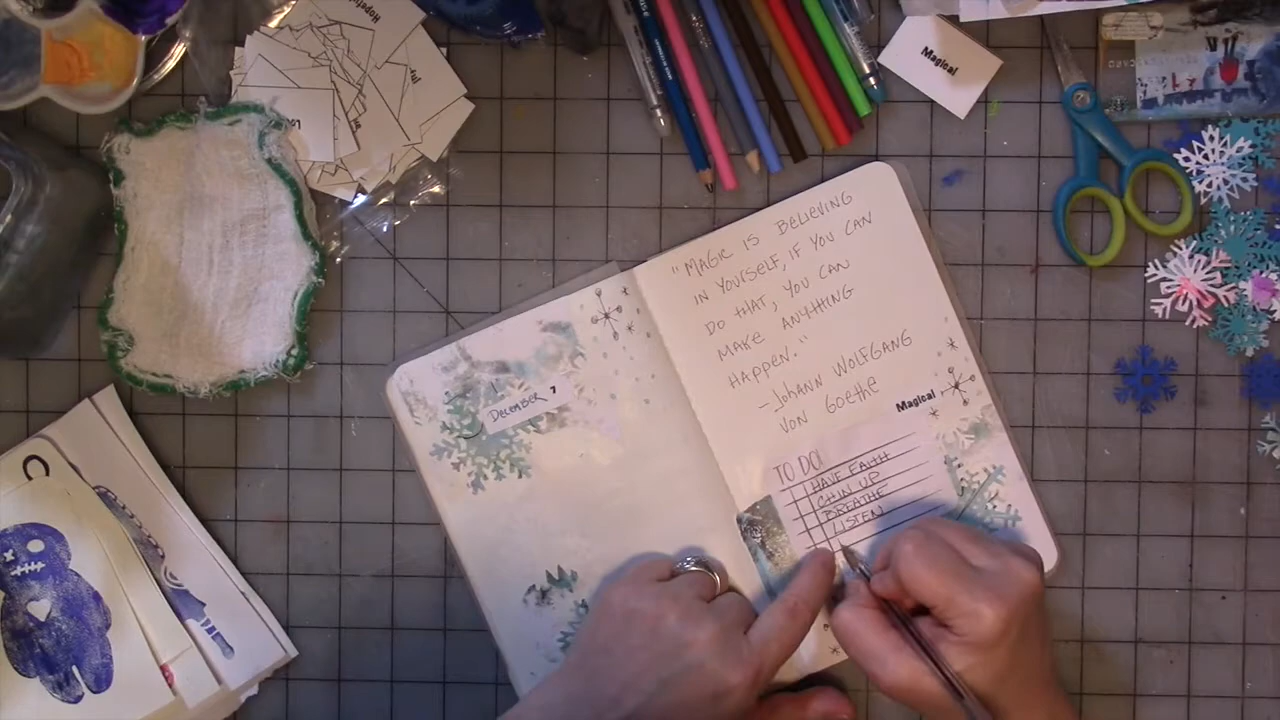 Hopeful
Magical
DECEMBER 7
"MAGIC IS BELIEVING
IN YOURSELF, IF YOU CAN
DO THAT, YOU CAN
MAKE ANYTHING
HAPPEN."
-JOHANN WOLFGANG
VON GOETHE
Magical
TO DO!
HAVE FAITH
CHIN UP
BREATHE
LISTEN